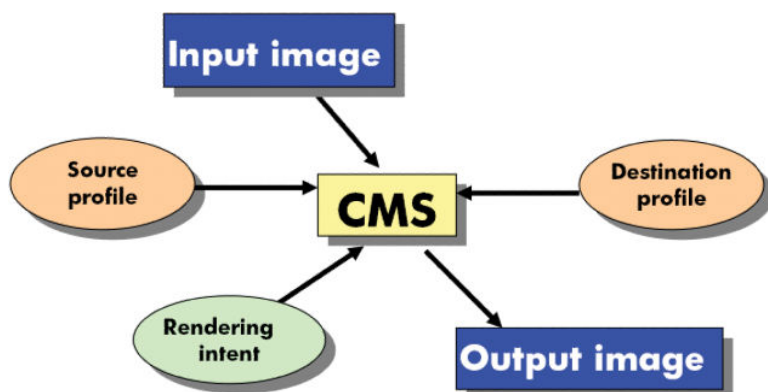 Input image
Source
profile
Destination
profile
CMS
Rendering
intent
Output image